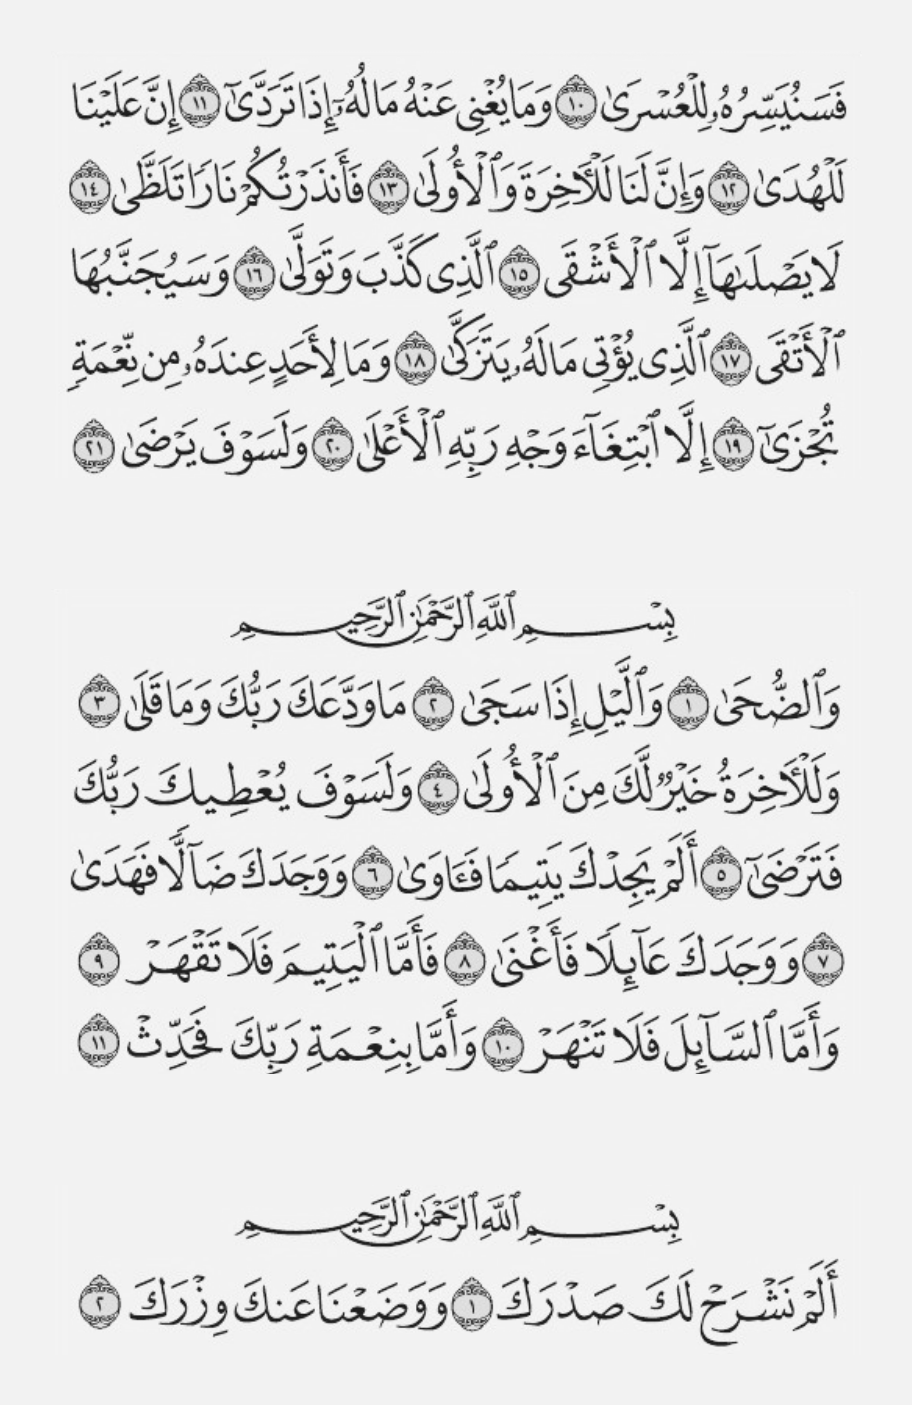 فَسَنُيَسِّرُهُۥ لِلْعُسْرَىٰ ١٠ وَمَا يُغْنِى عَنْهُ مَالُهُۥٓ إِذَا تَرَدَّىٰٓ ١١ إِنَّ عَلَيْنَا
لَلْهُدَىٰ ١٢ وَإِنَّ لَنَا لَلْـَٔاخِرَةَ وَٱلْأُولَىٰ ١٣ فَأَنذَرْتُكُمْ نَارًا تَلَظَّىٰ ١٤
لَا يَصْلَىٰهَآ إِلَّا ٱلْأَشْقَى ١٥ ٱلَّذِى كَذَّبَ وَتَوَلَّىٰ ١٦ وَسَيُجَنَّبُهَا
ٱلْأَتْقَى ١٧ ٱلَّذِى يُؤْتِى مَالَهُۥ يَتَزَكَّىٰ ١٨ وَمَا لِأَحَدٍ عِندَهُۥ مِن نِّعْمَةٍ
تُجْزَىٰٓ ١٩ إِلَّا ٱبْتِغَآءَ وَجْهِ رَبِّهِ ٱلْأَعْلَىٰ ٢٠ وَلَسَوْفَ يَرْضَىٰ ٢١
بِسْمِ ٱللَّهِ ٱلرَّحْمَٰنِ ٱلرَّحِيمِ
وَٱلضُّحَىٰ ١ وَٱلَّيْلِ إِذَا سَجَىٰ ٢ مَا وَدَّعَكَ رَبُّكَ وَمَا قَلَىٰ ٣
وَلَلْـَٔاخِرَةُ خَيْرٌ لَّكَ مِنَ ٱلْأُولَىٰ ٤ وَلَسَوْفَ يُعْطِيكَ رَبُّكَ
فَتَرْضَىٰٓ ٥ أَلَمْ يَجِدْكَ يَتِيمًا فَـَٔاوَىٰ ٦ وَوَجَدَكَ ضَآلًّا فَهَدَىٰ
٧ وَوَجَدَكَ عَآئِلًا فَأَغْنَىٰ ٨ فَأَمَّا ٱلْيَتِيمَ فَلَا تَقْهَرْ ٩
وَأَمَّا ٱلسَّآئِلَ فَلَا تَنْهَرْ ١٠ وَأَمَّا بِنِعْمَةِ رَبِّكَ فَحَدِّثْ ١١
بِسْمِ ٱللَّهِ ٱلرَّحْمَٰنِ ٱلرَّحِيمِ
أَلَمْ نَشْرَحْ لَكَ صَدْرَكَ ١ وَوَضَعْنَا عَنكَ وِزْرَكَ ٢